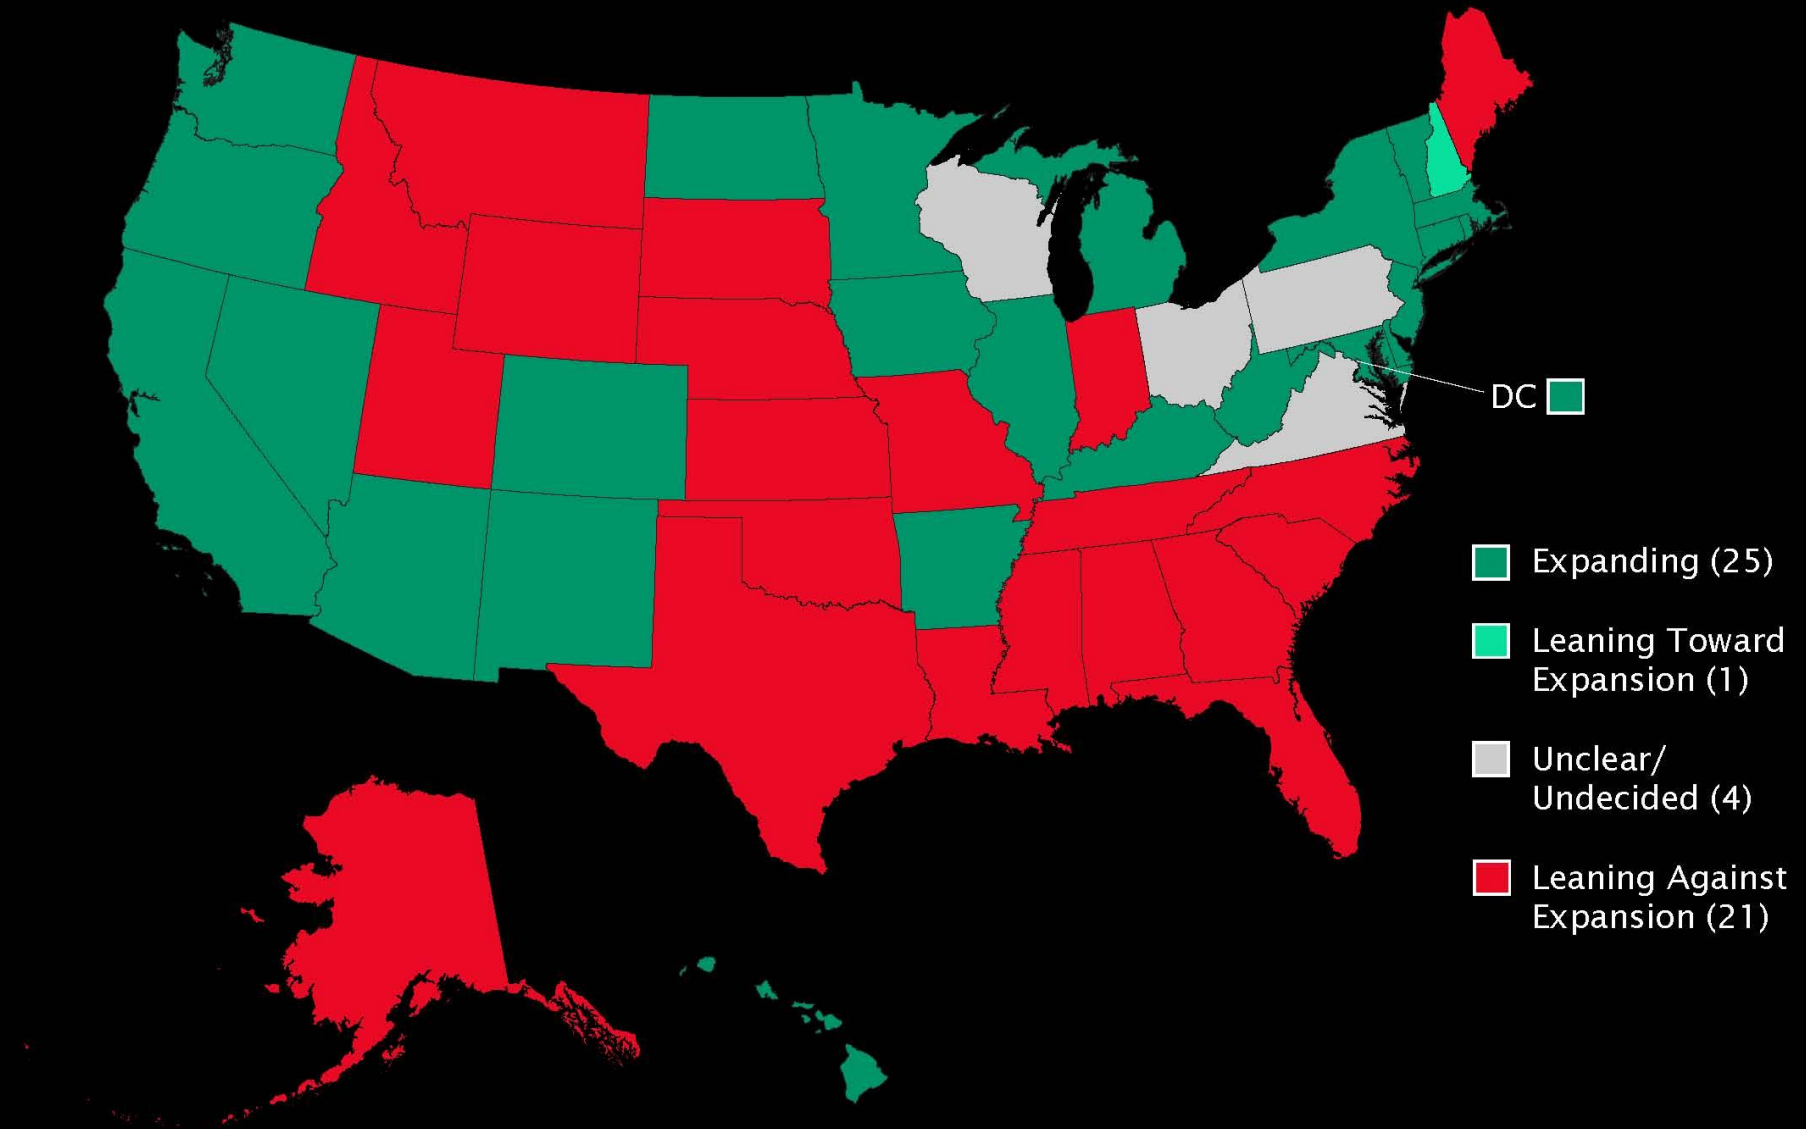 DC
Expanding (25)
Leaning Toward
Expansion (1)
Unclear/
Undecided (4)
Leaning Against
Expansion (21)